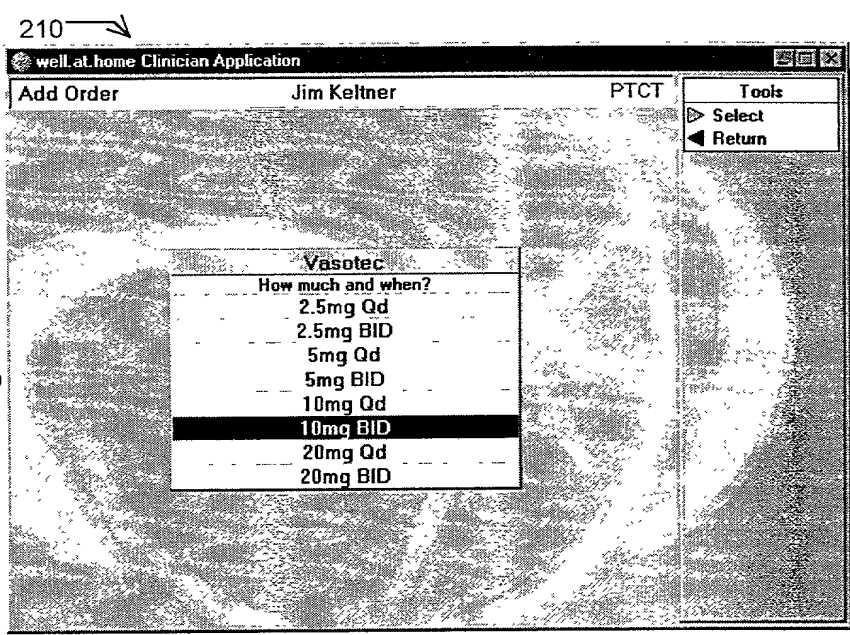 210
well.at.home Clinician Application
Add Order Jim Keltner PTCT
Tools
Select
Return
Vasotec
How much and when?
2.5mg Qd
2.5mg BID
5mg Qd
5mg BID
10mg Qd
10mg BID
20mg Qd
20mg BID